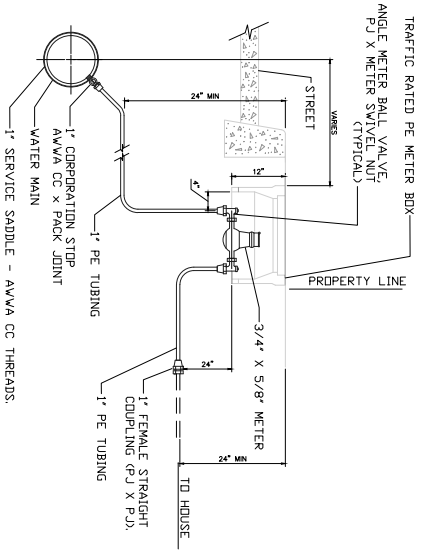 TRAFFIC RATED PE METER BOX
ANGLE METER BALL VALVE,
PJ X METER SWIVEL NUT
(TYPICAL)
STREET
VARIES
PROPERTY LINE
24" MIN
12"
4"
3/4" X 5/8" METER
24"
24" MIN
TO HOUSE
1" FEMALE STRAIGHT
COUPLING (PJ X PJ).
1" PE TUBING
1" PE TUBING
1" CORPORATION STOP
AWWA CC X PACK JOINT
WATER MAIN
1" SERVICE SADDLE - AWWA CC THREADS.